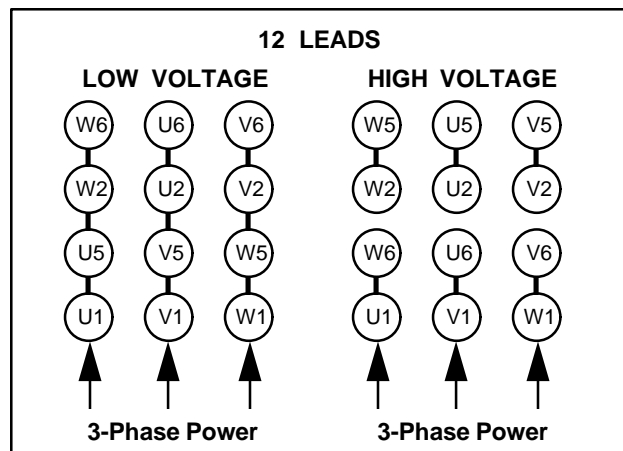 12 LEADS
LOW VOLTAGE HIGH VOLTAGE
W6 U6 V6 W5 U5 V5
W2 U2 V2 W2 U2 V2
U5 V5 W5 W6 U6 V6
U1 V1 W1 U1 V1 W1
3-Phase Power 3-Phase Power